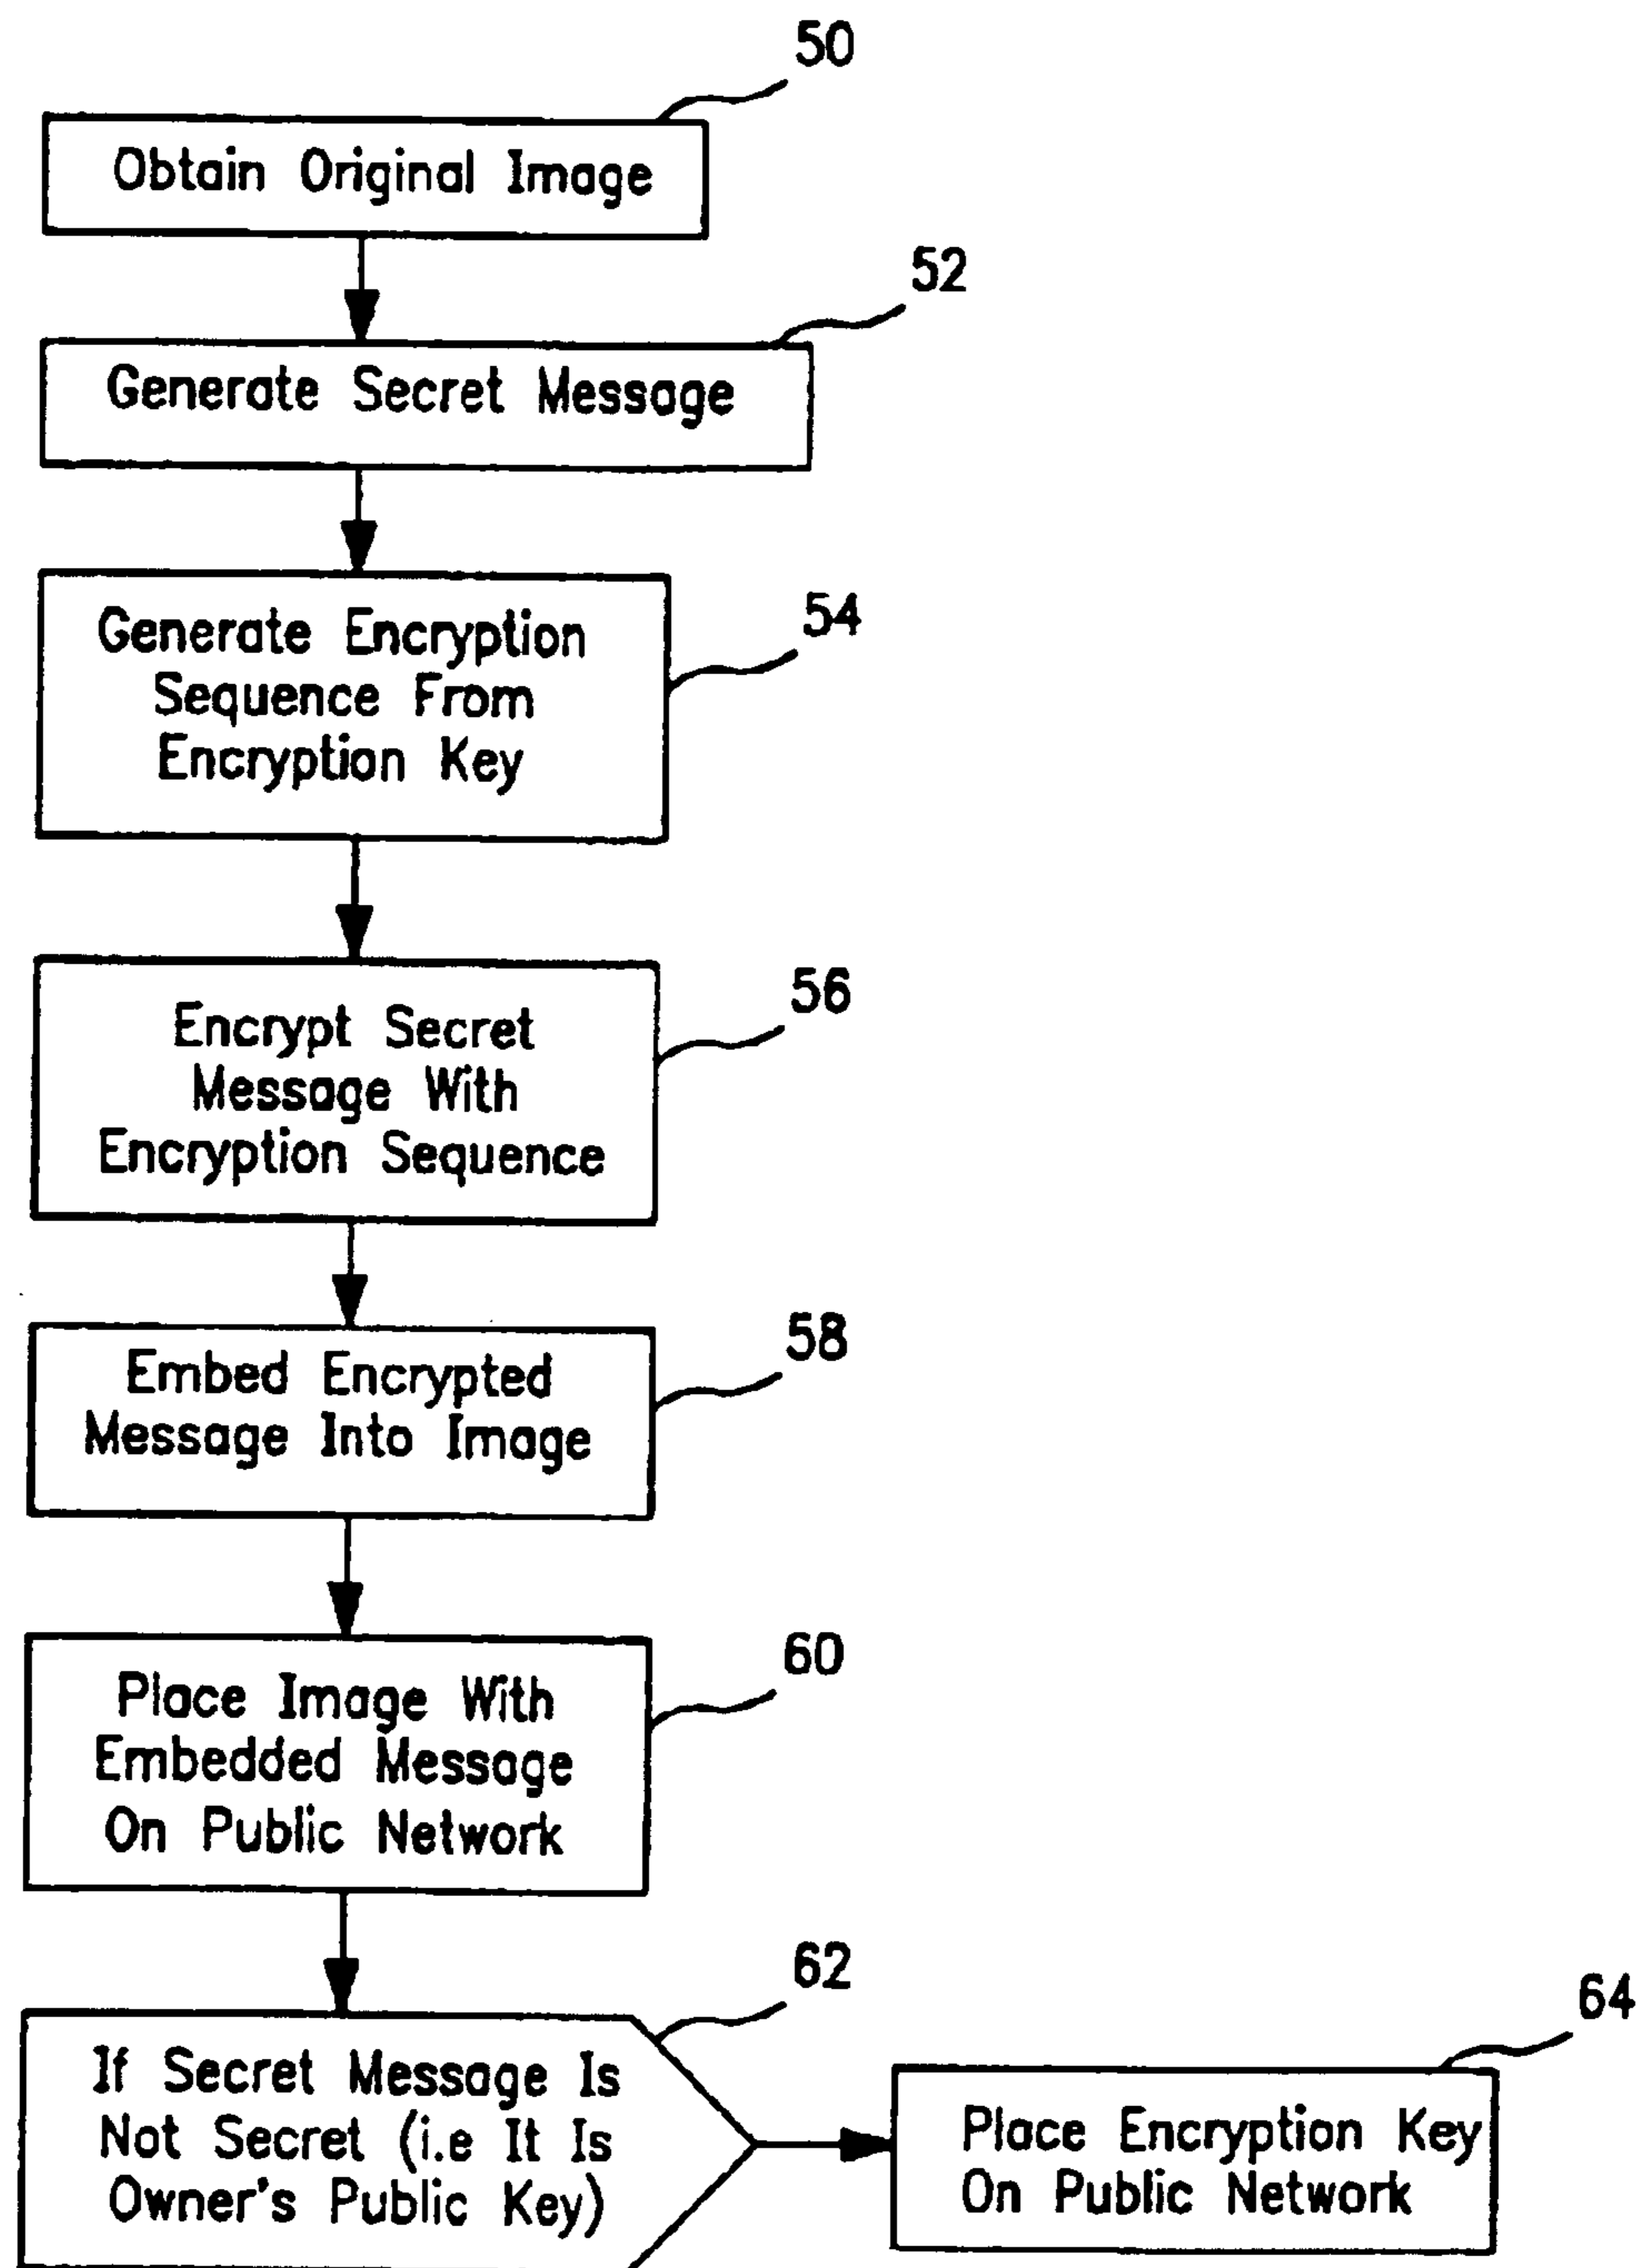 50
Obtain Original Image
52
Generate Secret Message
54
Generate Encryption
Sequence From
Encryption Key
56
Encrypt Secret
Message With
Encryption Sequence
58
Embed Encrypted
Message Into Image
60
Place Image With
Embedded Message
On Public Network
62
If Secret Message Is
Not Secret (i.e It Is
Owner's Public Key)
64
Place Encryption Key
On Public Network